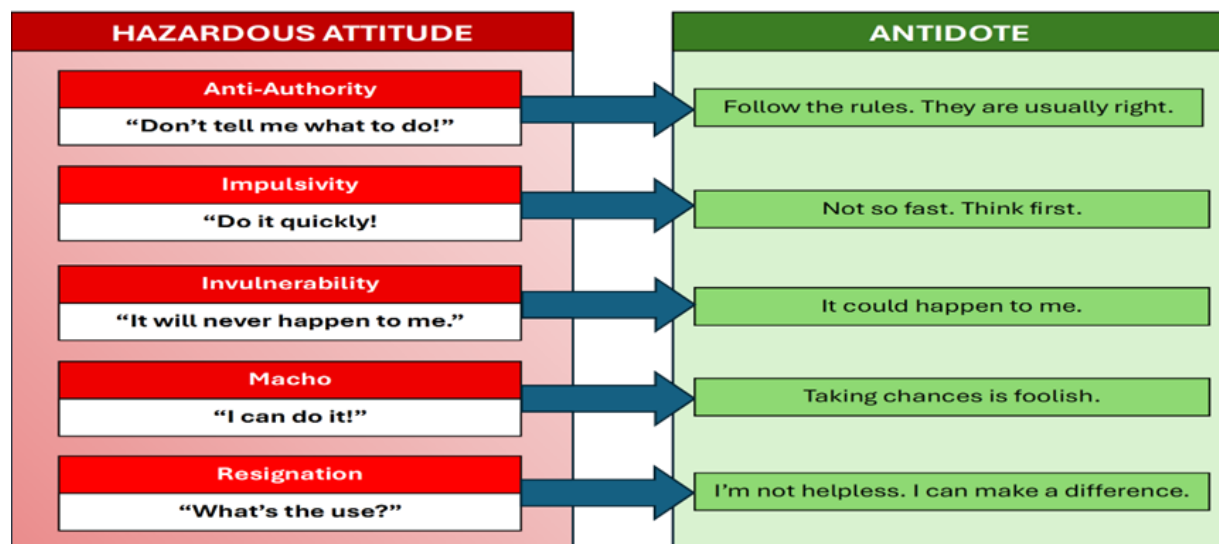 HAZARDOUS ATTITUDE
ANTIDOTE
Anti-Authority
“Don’t tell me what to do!”
Follow the rules. They are usually right.
Impulsivity
“Do it quickly!
Not so fast. Think first.
Invulnerability
“It will never happen to me.”
It could happen to me.
Macho
“I can do it!”
Taking chances is foolish.
Resignation
“What’s the use?”
I’m not helpless. I can make a difference.